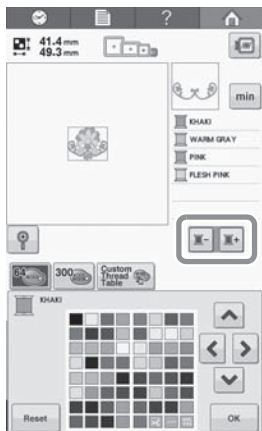 ?
41.4 mm
49.3 mm
min
KHAKI
WARM GRAY
PINK
FLESH PINK
- +
64
300
Custom
Thread
Table
KHAKI
Reset
OK